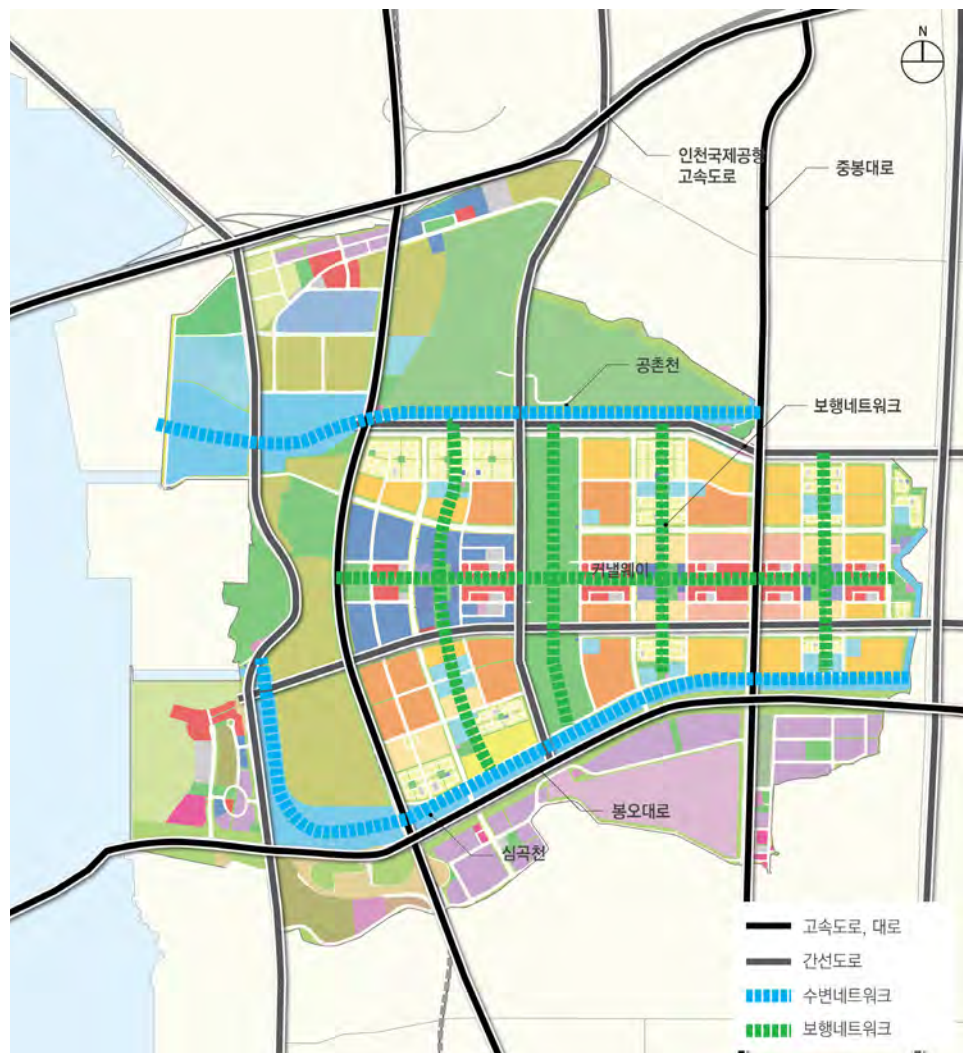 N
인천국제공항
고속도로
중봉대로
공촌천
보행네트워크
커낼웨이
봉오대로
심곡천
고속도로, 대로
간선도로
수변네트워크
보행네트워크